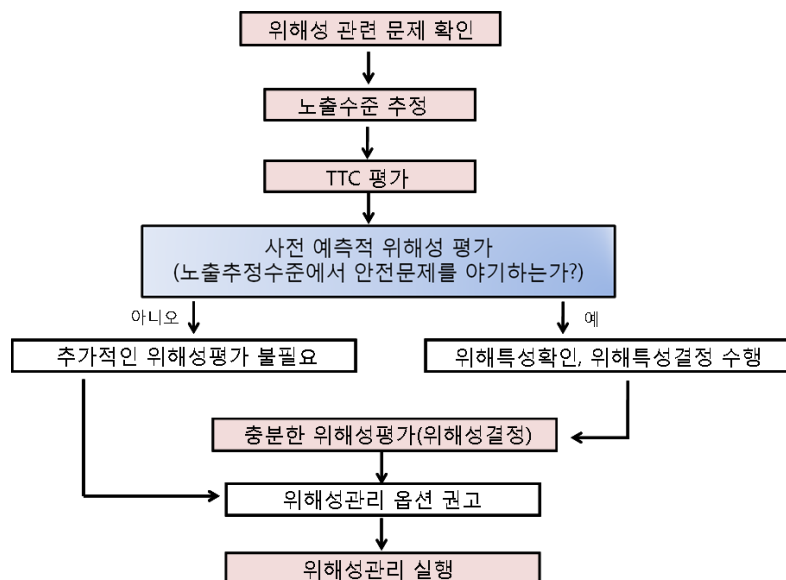 위해성 관련 문제 확인
노출수준 추정
TTC 평가
사전 예측적 위해성 평가
(노출추정수준에서 안전문제를 야기하는가?)
아니오
예
추가적인 위해성평가 불필요
위해특성확인, 위해특성결정 수행
충분한 위해성평가(위해성결정)
위해성관리 옵션 권고
위해성관리 실행